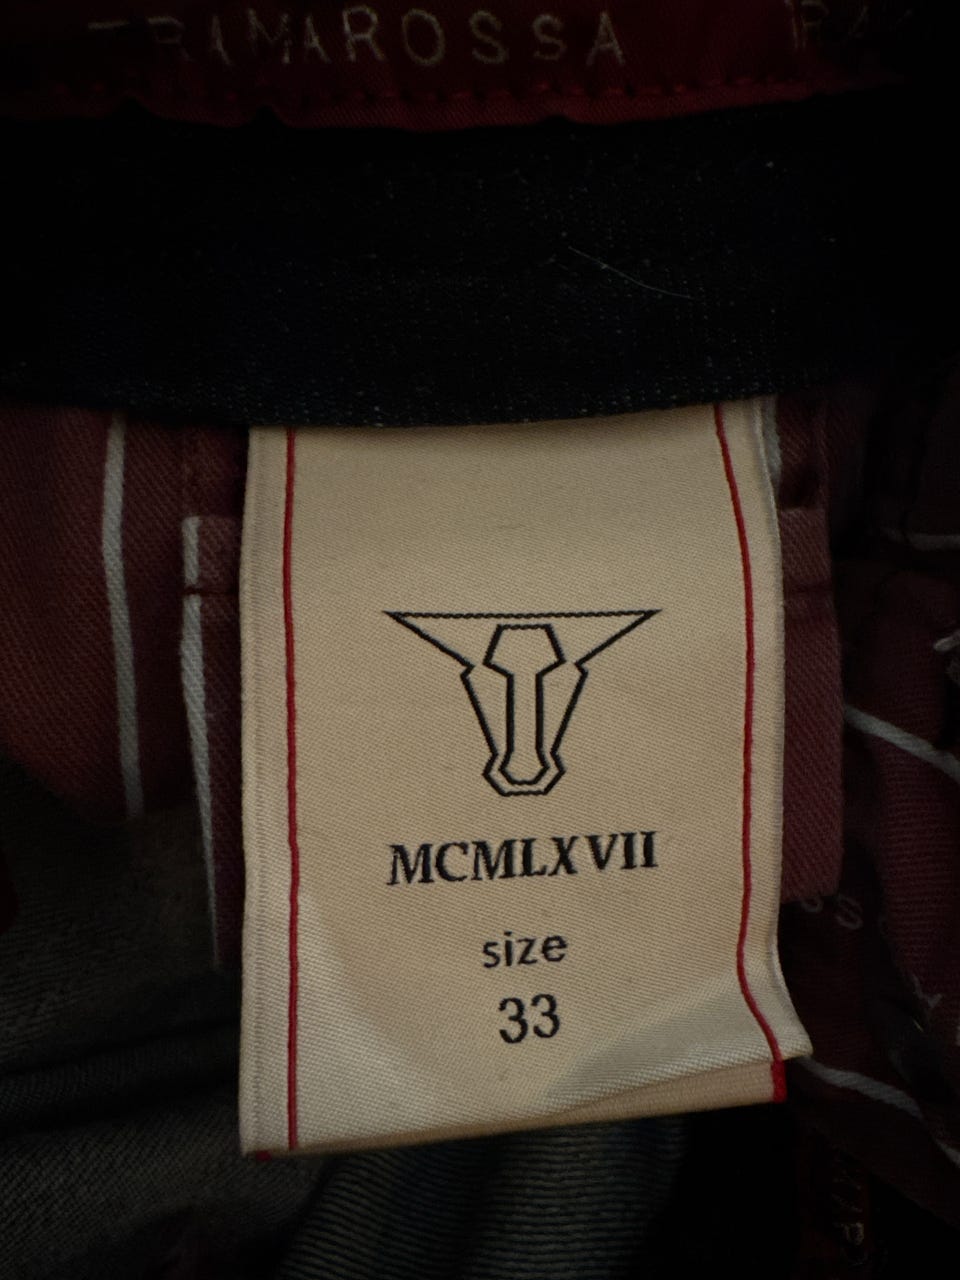 TRAMAROSSA
MCMLXVII
size
33